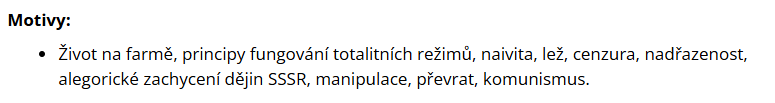 Motivy:
• Život na farmě, principy fungování totalitních režimů, naivita, lež, cenzura, nadřazenost,
alegorické zachycení dějin SSSR, manipulace, převrat, komunismus.